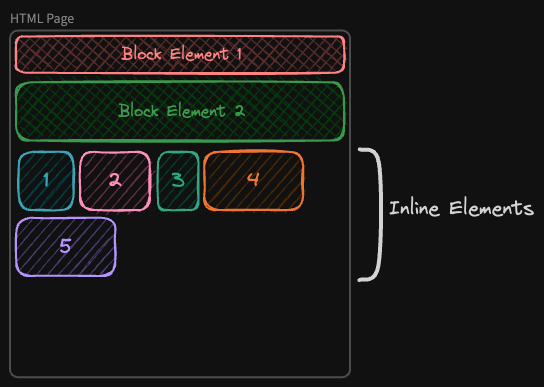 HTML Page
Block Element 1
Block Element 2
1 2 3 4
5
Inline Elements